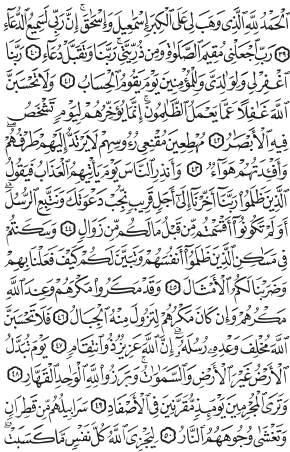 ٱلْحَمْدُ لِلَّهِ ٱلَّذِى وَهَبَ لِى عَلَى ٱلْكِبَرِ إِسْمَٰعِيلَ وَإِسْحَٰقَ ۚ إِنَّ رَبِّى لَسَمِيعُ ٱلدُّعَآءِ
٣٩ رَبِّ ٱجْعَلْنِى مُقِيمَ ٱلصَّلَوٰةِ وَمِن ذُرِّيَّتِى ۚ رَبَّنَا وَتَقَبَّلْ دُعَآءِ ٤٠ رَبَّنَا
ٱغْفِرْ لِى وَلِوَٰلِدَىَّ وَلِلْمُؤْمِنِينَ يَوْمَ يَقُومُ ٱلْحِسَابُ ٤١ وَلَا تَحْسَبَنَّ
ٱللَّهَ غَٰفِلًا عَمَّا يَعْمَلُ ٱلظَّٰلِمُونَ ۚ إِنَّمَا يُؤَخِّرُهُمْ لِيَوْمٍ تَشْخَصُ
فِيهِ ٱلْأَبْصَٰرُ ٤٢ مُهْطِعِينَ مُقْنِعِى رُءُوسِهِمْ لَا يَرْتَدُّ إِلَيْهِمْ طَرْفُهُمْ ۖ
وَأَفْـِٔدَتُهُمْ هَوَآءٌ ٤٣ وَأَنذِرِ ٱلنَّاسَ يَوْمَ يَأْتِيهِمُ ٱلْعَذَابُ فَيَقُولُ
ٱلَّذِينَ ظَلَمُوا۟ رَبَّنَآ أَخِّرْنَآ إِلَىٰٓ أَجَلٍ قَرِيبٍ نُّجِبْ دَعْوَتَكَ وَنَتَّبِعِ ٱلرُّسُلَ ۗ
أَوَلَمْ تَكُونُوٓا۟ أَقْسَمْتُم مِّن قَبْلُ مَا لَكُم مِّن زَوَالٍ ٤٤ وَسَكَنتُمْ
فِى مَسَٰكِنِ ٱلَّذِينَ ظَلَمُوٓا۟ أَنفُسَهُمْ وَتَبَيَّنَ لَكُمْ كَيْفَ فَعَلْنَا بِهِمْ
وَضَرَبْنَا لَكُمُ ٱلْأَمْثَالَ ٤٥ وَقَدْ مَكَرُوا۟ مَكْرَهُمْ وَعِندَ ٱللَّهِ
مَكْرُهُمْ وَإِن كَانَ مَكْرُهُمْ لِتَزُولَ مِنْهُ ٱلْجِبَالُ ٤٦ فَلَا تَحْسَبَنَّ
ٱللَّهَ مُخْلِفَ وَعْدِهِۦ رُسُلَهُۥٓ ۗ إِنَّ ٱللَّهَ عَزِيزٌ ذُو ٱنتِقَامٍ ٤٧ يَوْمَ تُبَدَّلُ
ٱلْأَرْضُ غَيْرَ ٱلْأَرْضِ وَٱلسَّمَٰوَٰتُ ۖ وَبَرَزُوا۟ لِلَّهِ ٱلْوَٰحِدِ ٱلْقَهَّارِ ٤٨
وَتَرَى ٱلْمُجْرِمِينَ يَوْمَئِذٍ مُّقَرَّنِينَ فِى ٱلْأَصْفَادِ ٤٩ سَرَابِيلُهُم مِّن قَطِرَانٍ
وَتَغْشَىٰ وُجُوهَهُمُ ٱلنَّارُ ٥٠ لِيَجْزِىَ ٱللَّهُ كُلَّ نَفْسٍ مَّا كَسَبَتْ ۚ